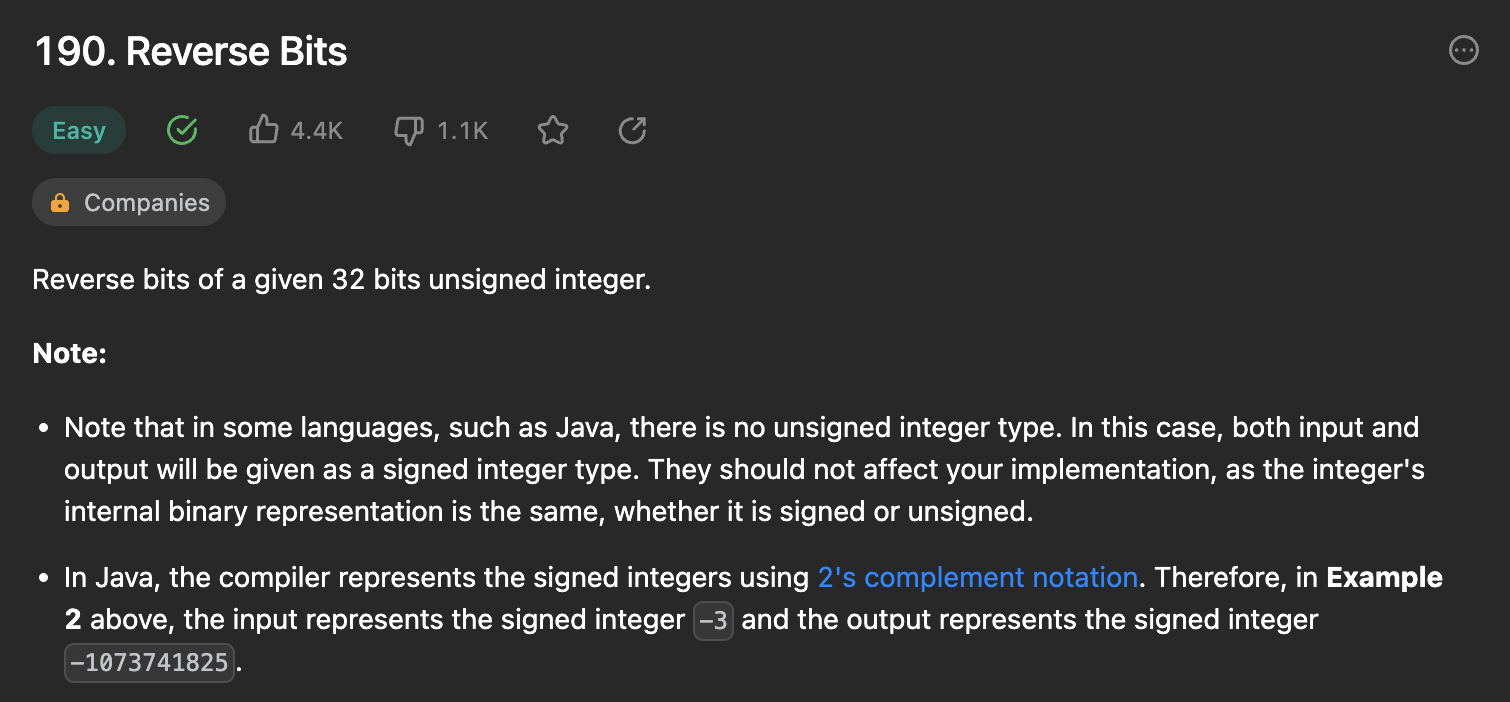 190. Reverse Bits
Easy 4.4K 1.1K
Companies
Reverse bits of a given 32 bits unsigned integer.
Note:
• Note that in some languages, such as Java, there is no unsigned integer type. In this case, both input and
output will be given as a signed integer type. They should not affect your implementation, as the integer's
internal binary representation is the same, whether it is signed or unsigned.
• In Java, the compiler represents the signed integers using 2's complement notation. Therefore, in Example
2 above, the input represents the signed integer -3 and the output represents the signed integer
-1073741825.